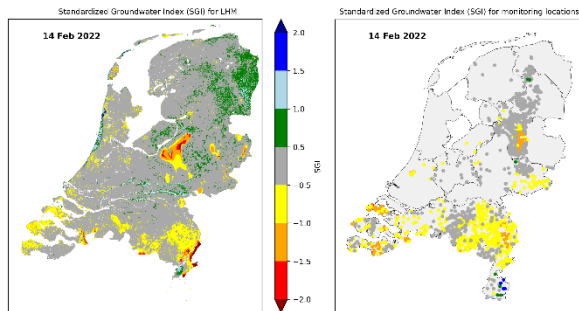 Standardized Groundwater Index (SGI) for LHM
14 Feb 2022
2.0
1.5
1.0
0.5
−0.5
−1.0
−1.5
−2.0
SGI
Standardized Groundwater Index (SGI) for monitoring locations
14 Feb 2022